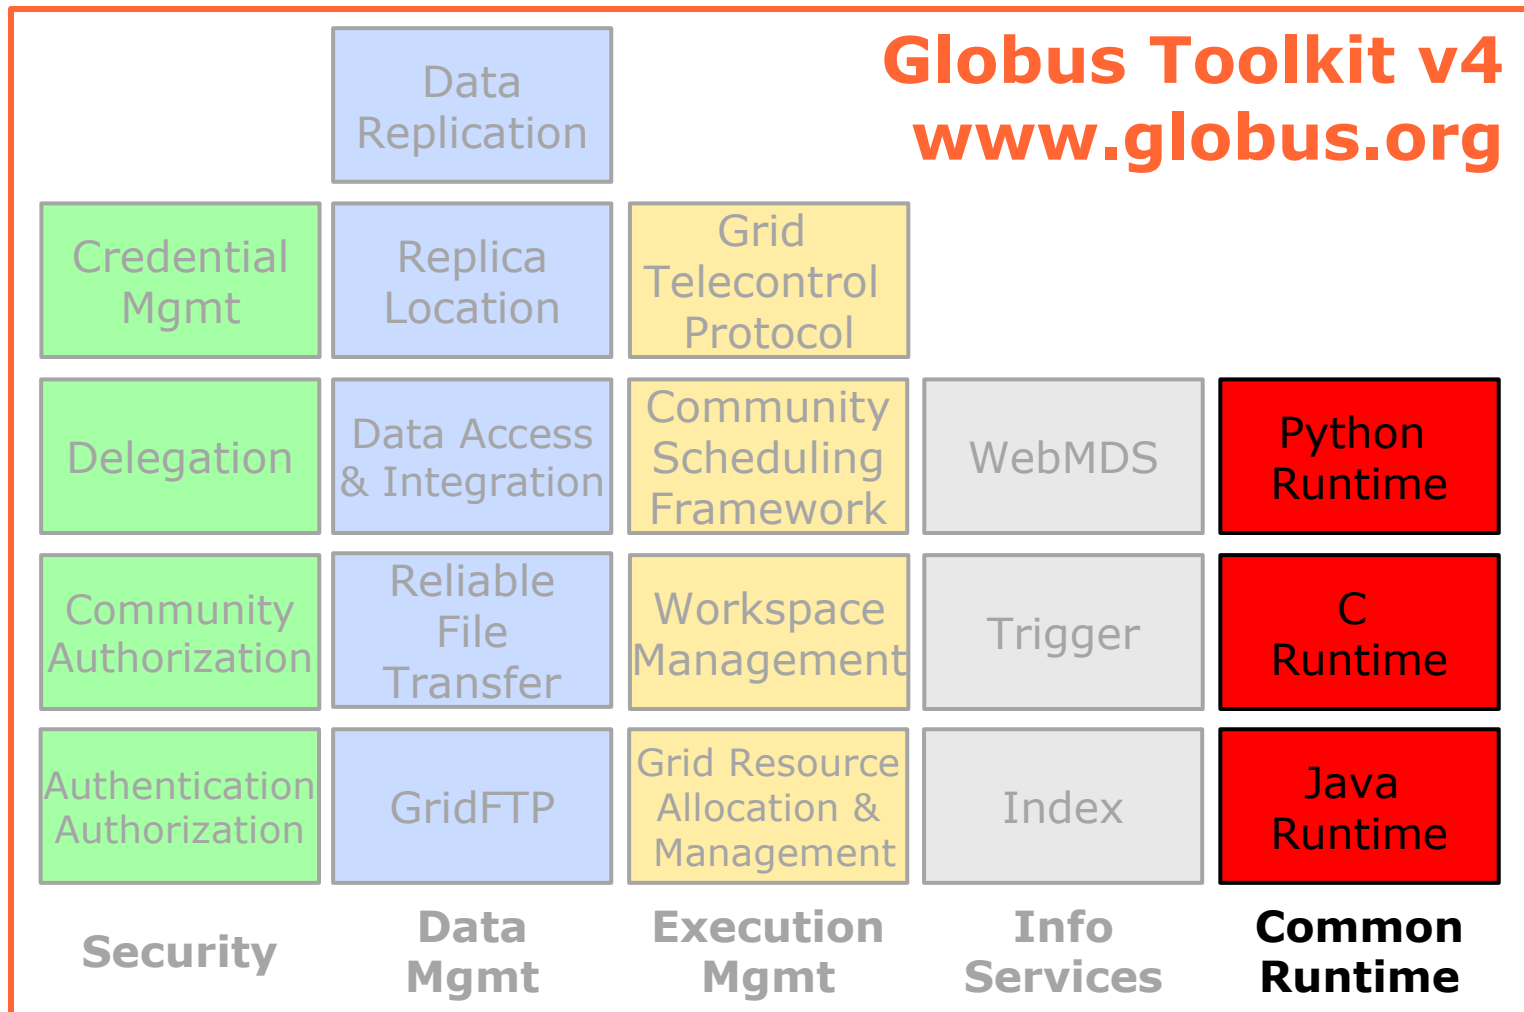 Globus Toolkit v4
www.globus.org
Data
Replication
Credential
Mgmt
Replica
Location
Grid
Telecontrol
Protocol
Delegation
Data Access
& Integration
Community
Scheduling
Framework
WebMDS
Python
Runtime
Community
Authorization
Reliable
File
Transfer
Workspace
Management
Trigger
C
Runtime
Authentication
Authorization
GridFTP
Grid Resource
Allocation &
Management
Index
Java
Runtime
Security
Data
Mgmt
Execution
Mgmt
Info
Services
Common
Runtime